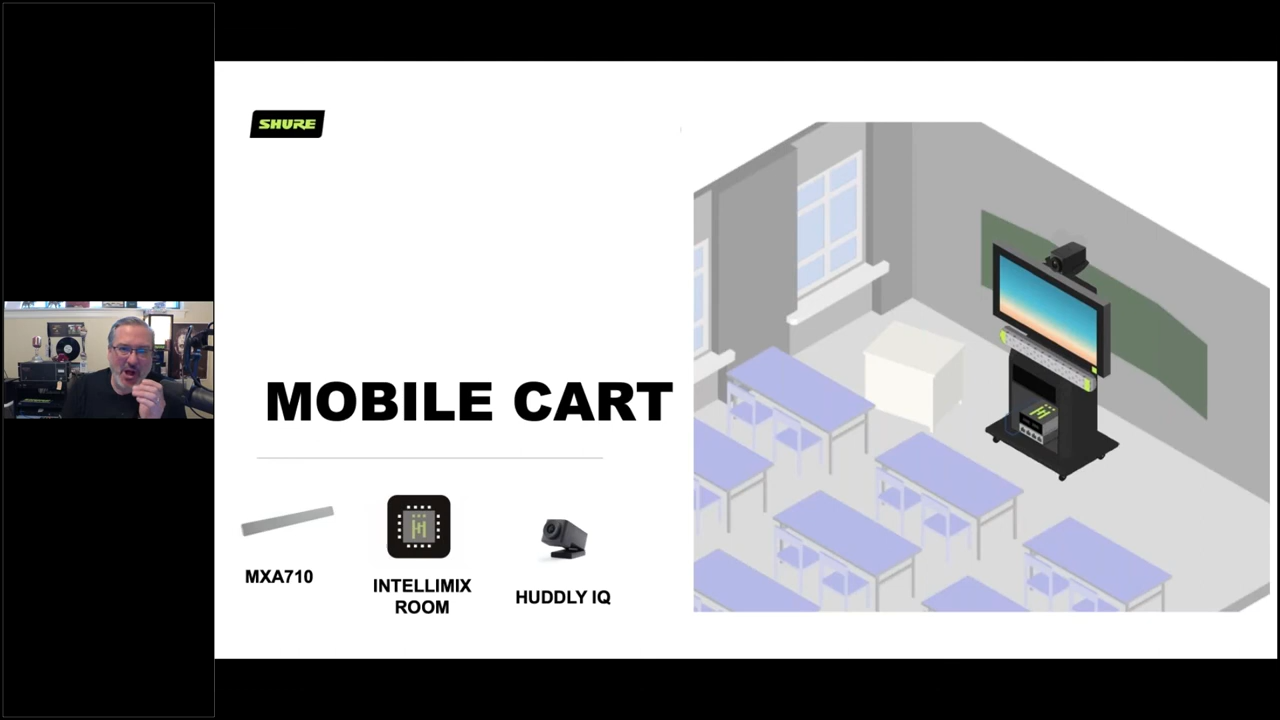 SHURE
MOBILE CART
MXA710
INTELLIMIX
ROOM
HUDDLY IQ